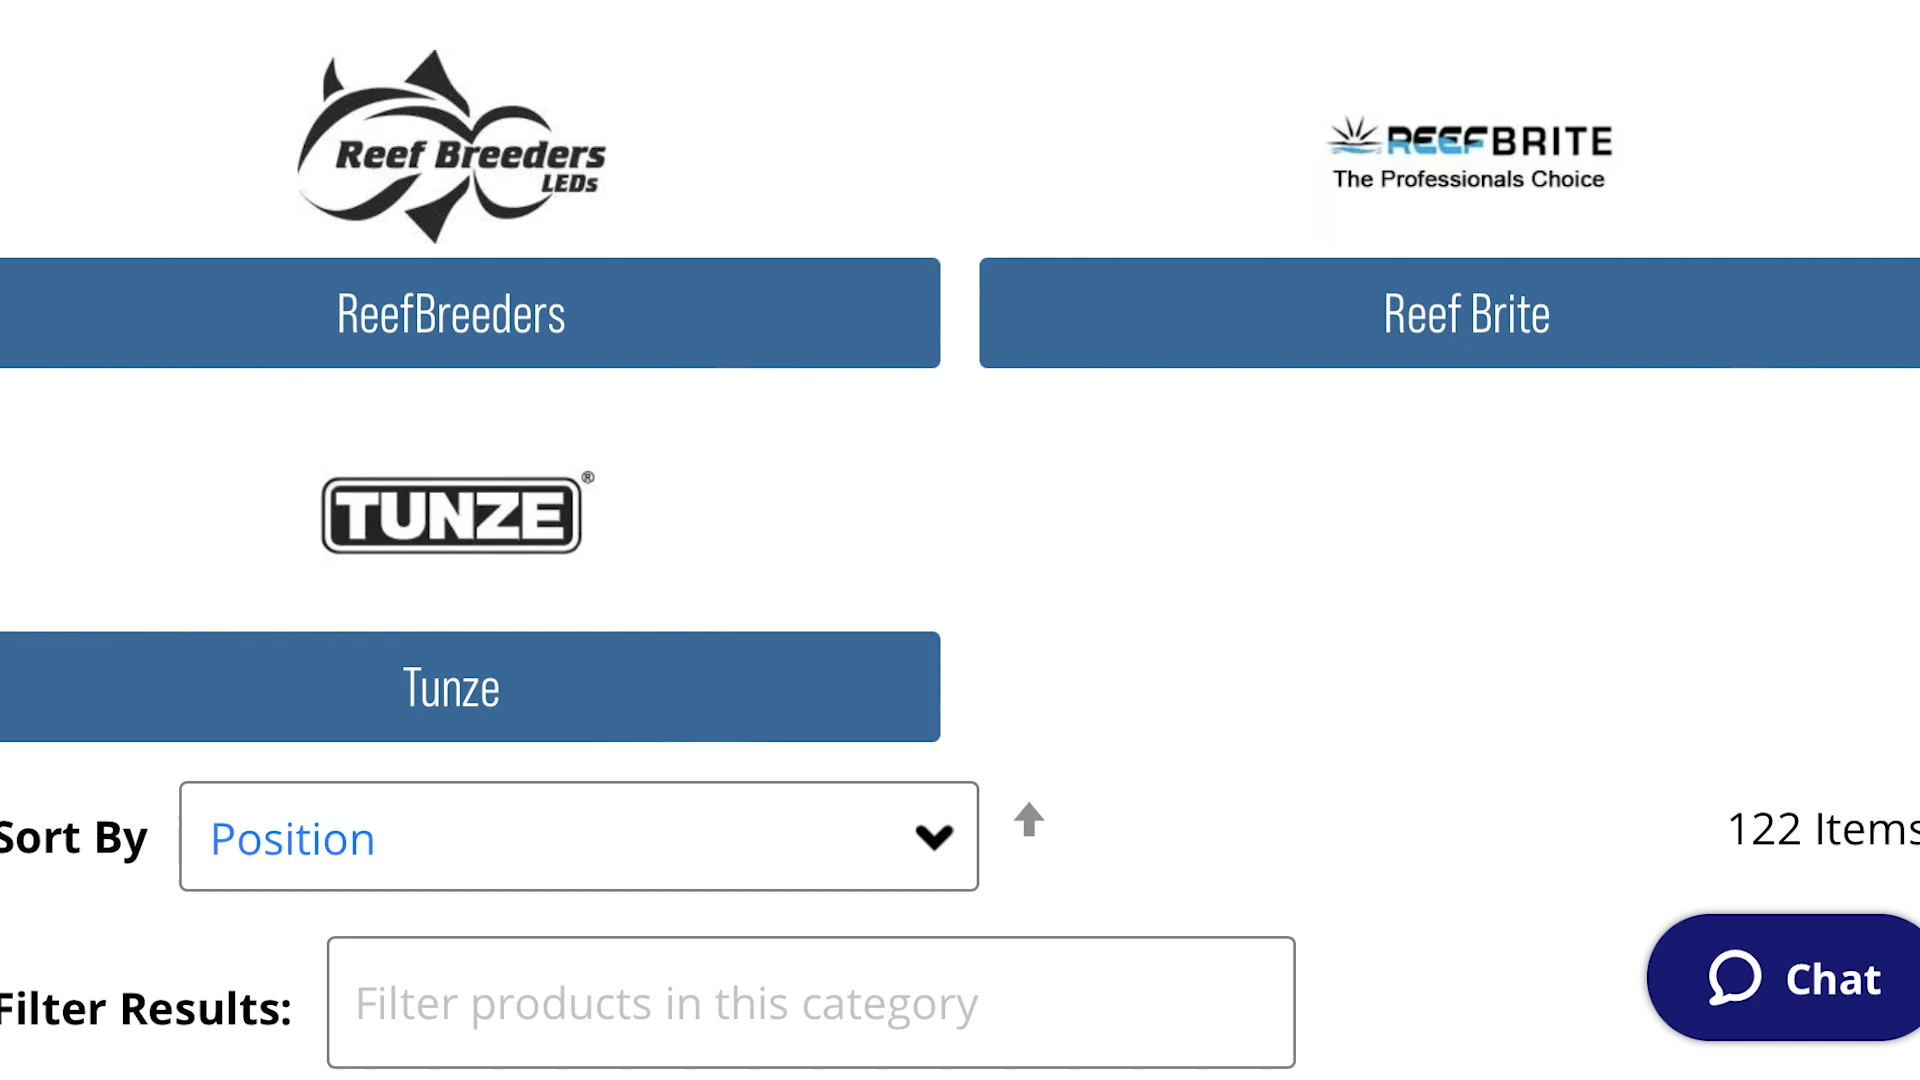 Reef Breeders
LEDs
REEFBRITE
The Professionals Choice
ReefBreeders
Reef Brite
TUNZE®
Tunze
Sort By
Position
122 Items
Filter Results:
Filter products in this category
Chat